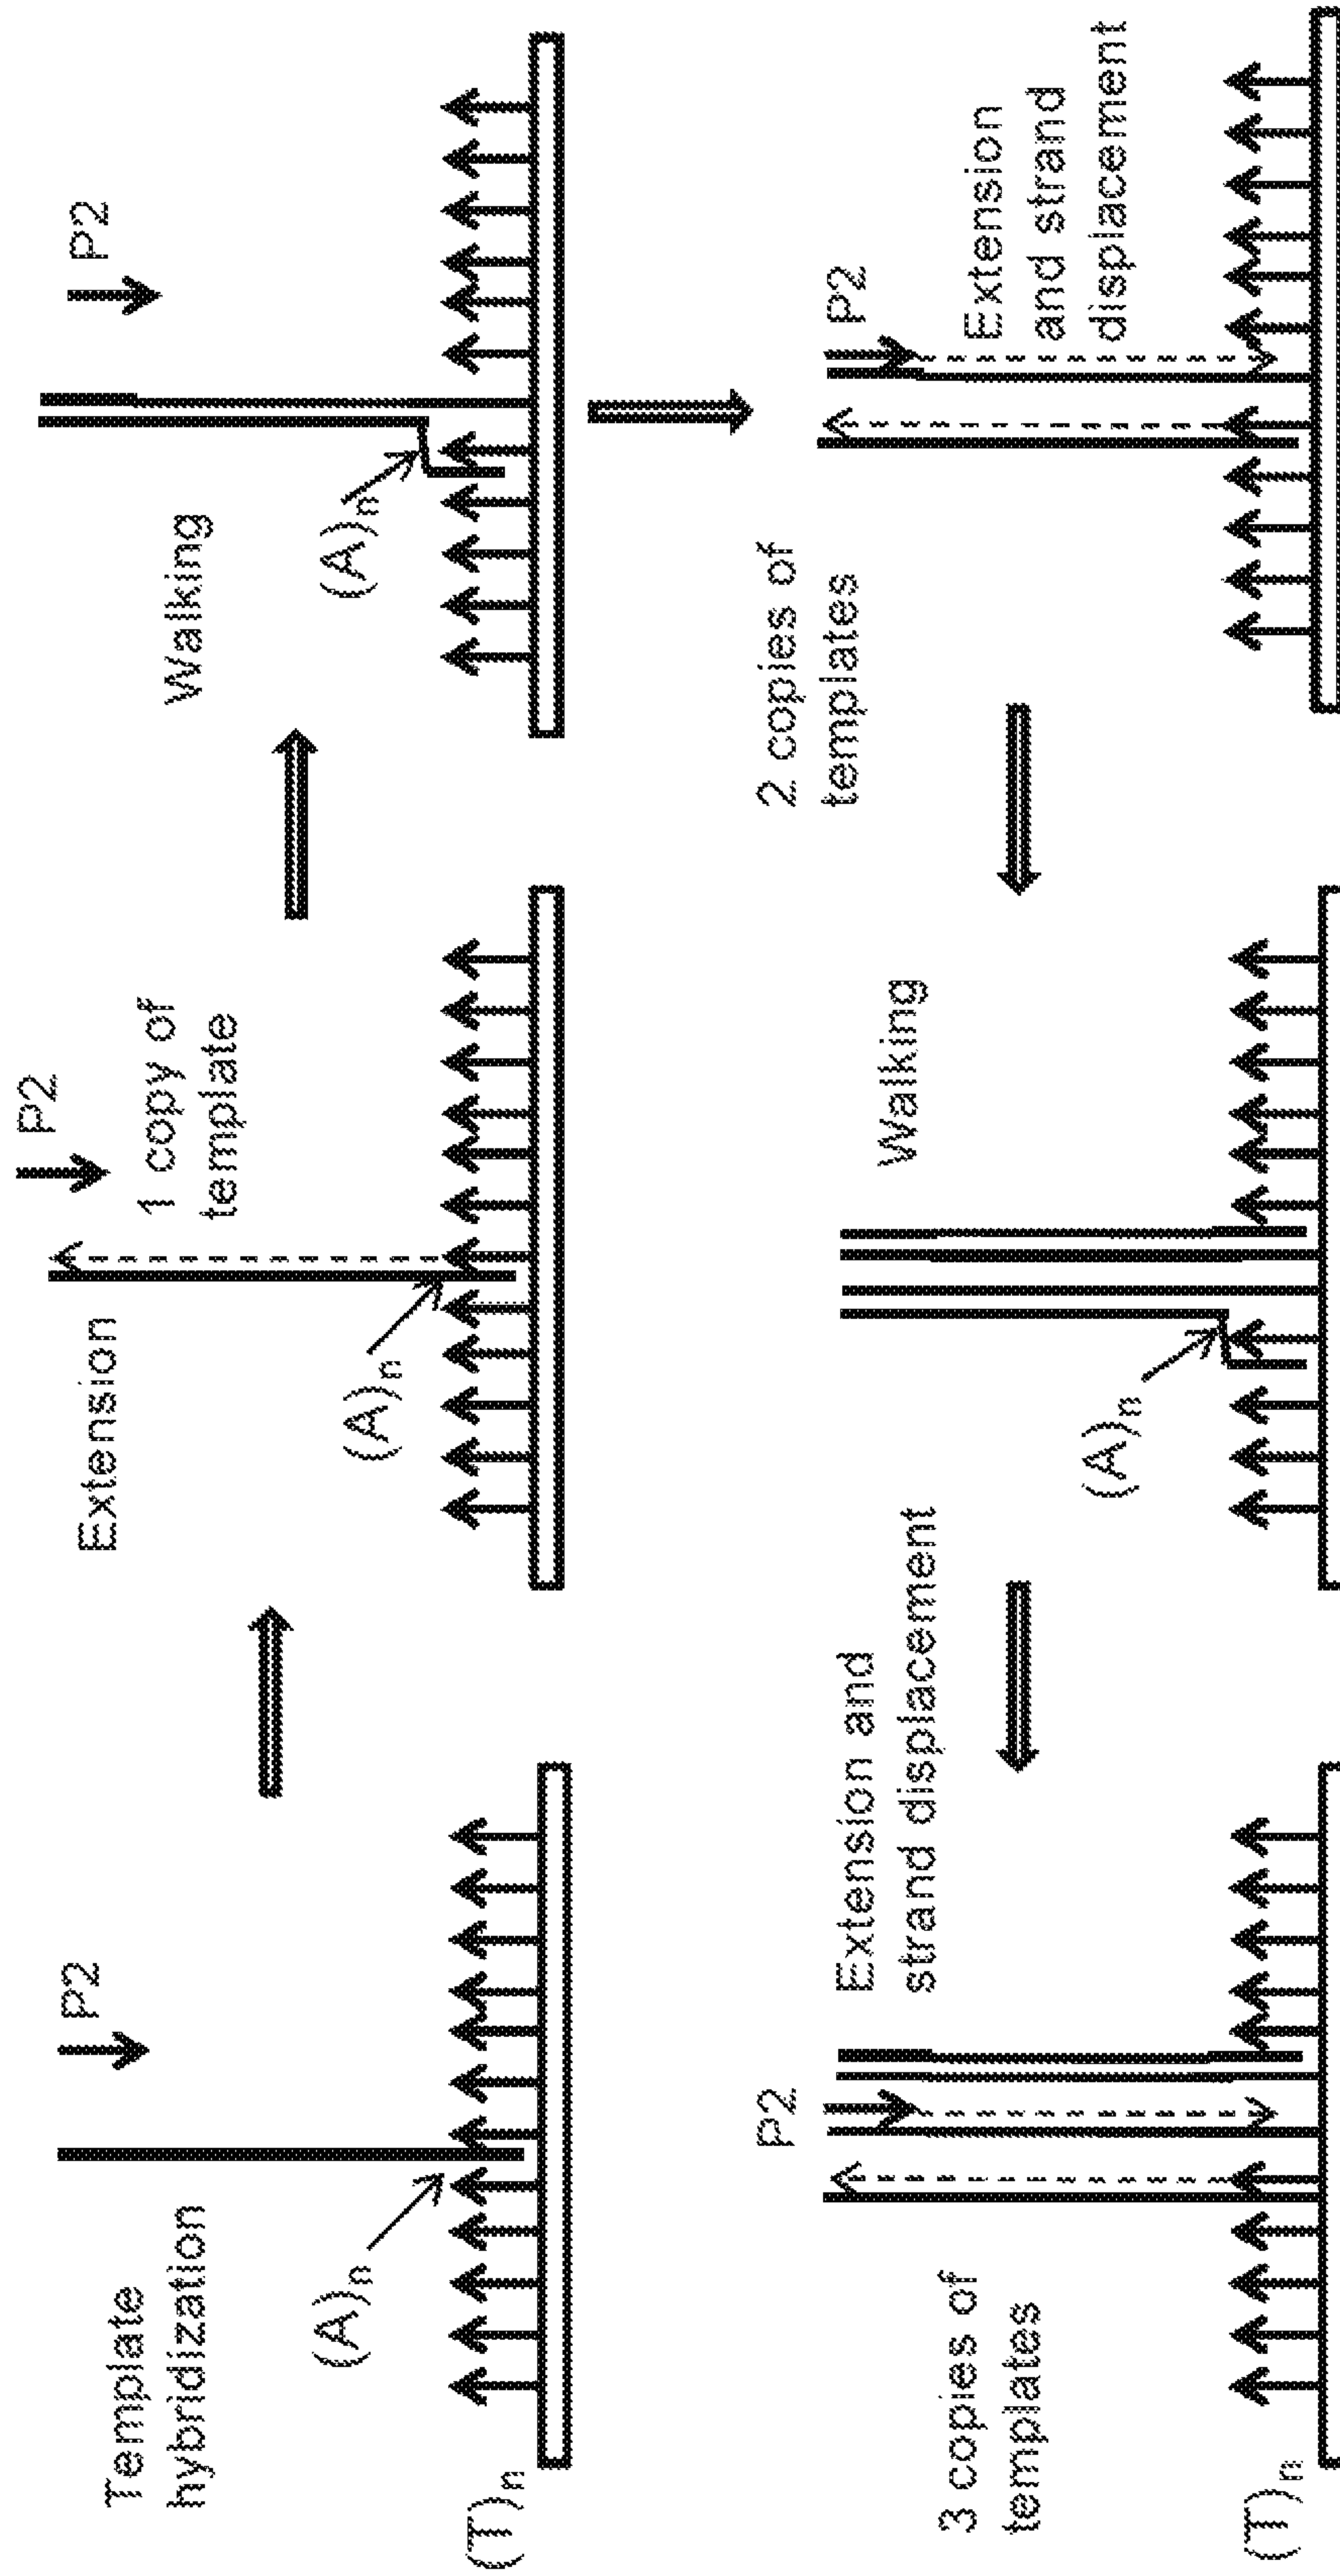 Template
hybridization
P2
(A)n
(T)n
Extension
P2
1 copy of
template
(A)n
Walking
P2
(A)n
2 copies of
templates
P2
Extension
and strand
displacement
Walking
(A)n
Extension and
strand displacement
P2
3 copies of
templates
(T)n